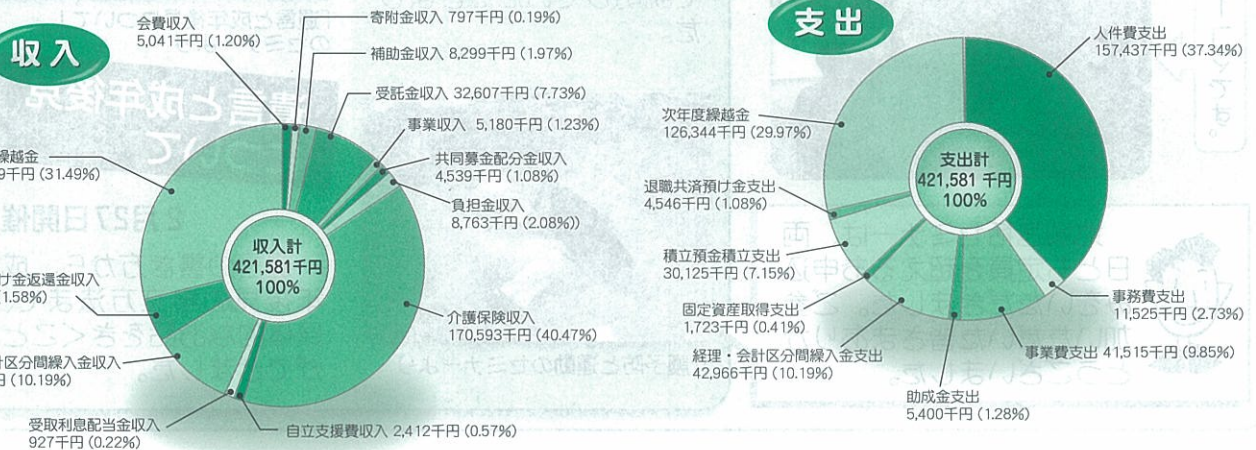 収入
会費収入
5,041千円 (1.20%)
寄附金収入 797千円 (0.19%)
補助金収入 8,299千円 (1.97%)
受託金収入 32,607千円 (7.73%)
事業収入 5,180千円 (1.23%)
共同募金配分金収入
4,539千円 (1.08%)
負担金収入
8,763千円 (2.08%)
介護保険収入
170,593千円 (40.47%)
自立支援費収入 2,412千円 (0.57%)
受取利息配当金収入
927千円 (0.22%)
計区分間繰入金収入
円 (10.19%)
け金返還金収入
(1.58%)
繰越金
9千円 (31.49%)
収入計
421,581千円
100%
支出
人件費支出
157,437千円 (37.34%)
事務費支出
11,525千円 (2.73%)
事業費支出 41,515千円 (9.85%)
助成金支出
5,400千円 (1.28%)
経理・会計区分間繰入金支出
42,966千円 (10.19%)
固定資産取得支出
1,723千円 (0.41%)
積立預金積立支出
30,125千円 (7.15%)
退職共済預け金支出
4,546千円 (1.08%)
次年度繰越金
126,344千円 (29.97%)
支出計
421,581 千円
100%